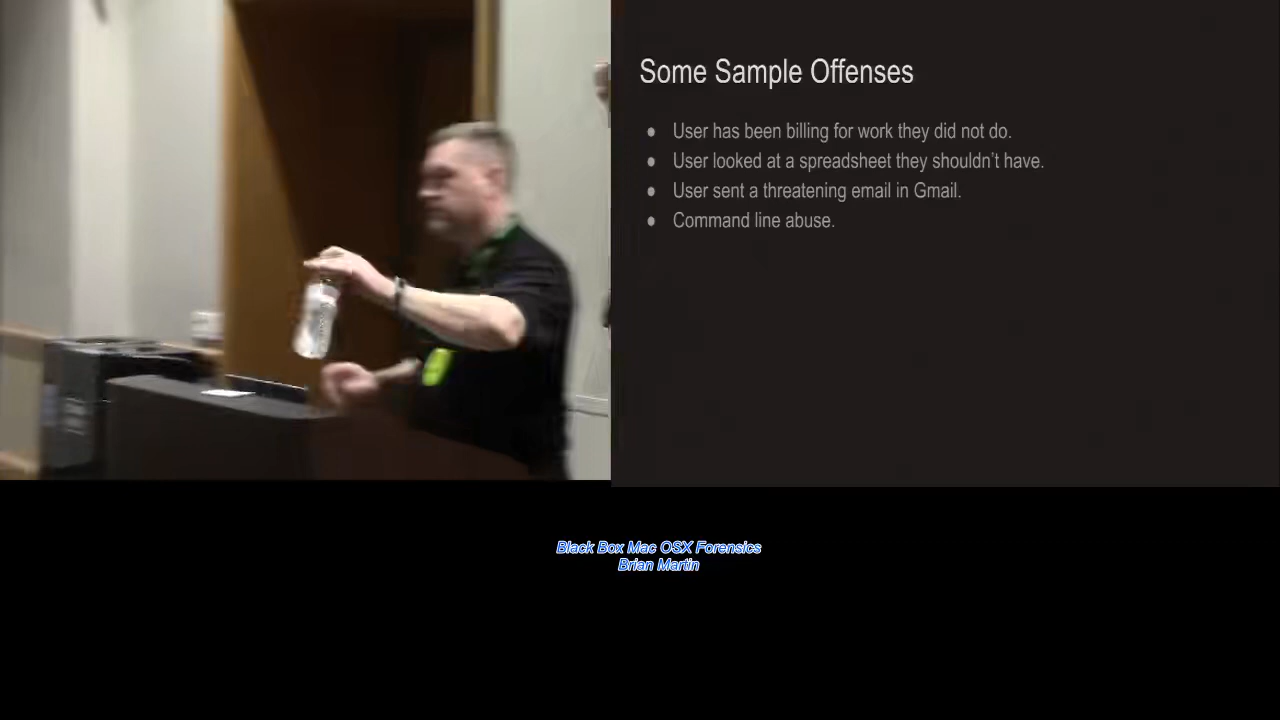 Some Sample Offenses
● User has been billing for work they did not do.
● User looked at a spreadsheet they shouldn't have.
● User sent a threatening email in Gmail.
● Command line abuse.
Black Box Mac OSX Forensics
Brian Martin